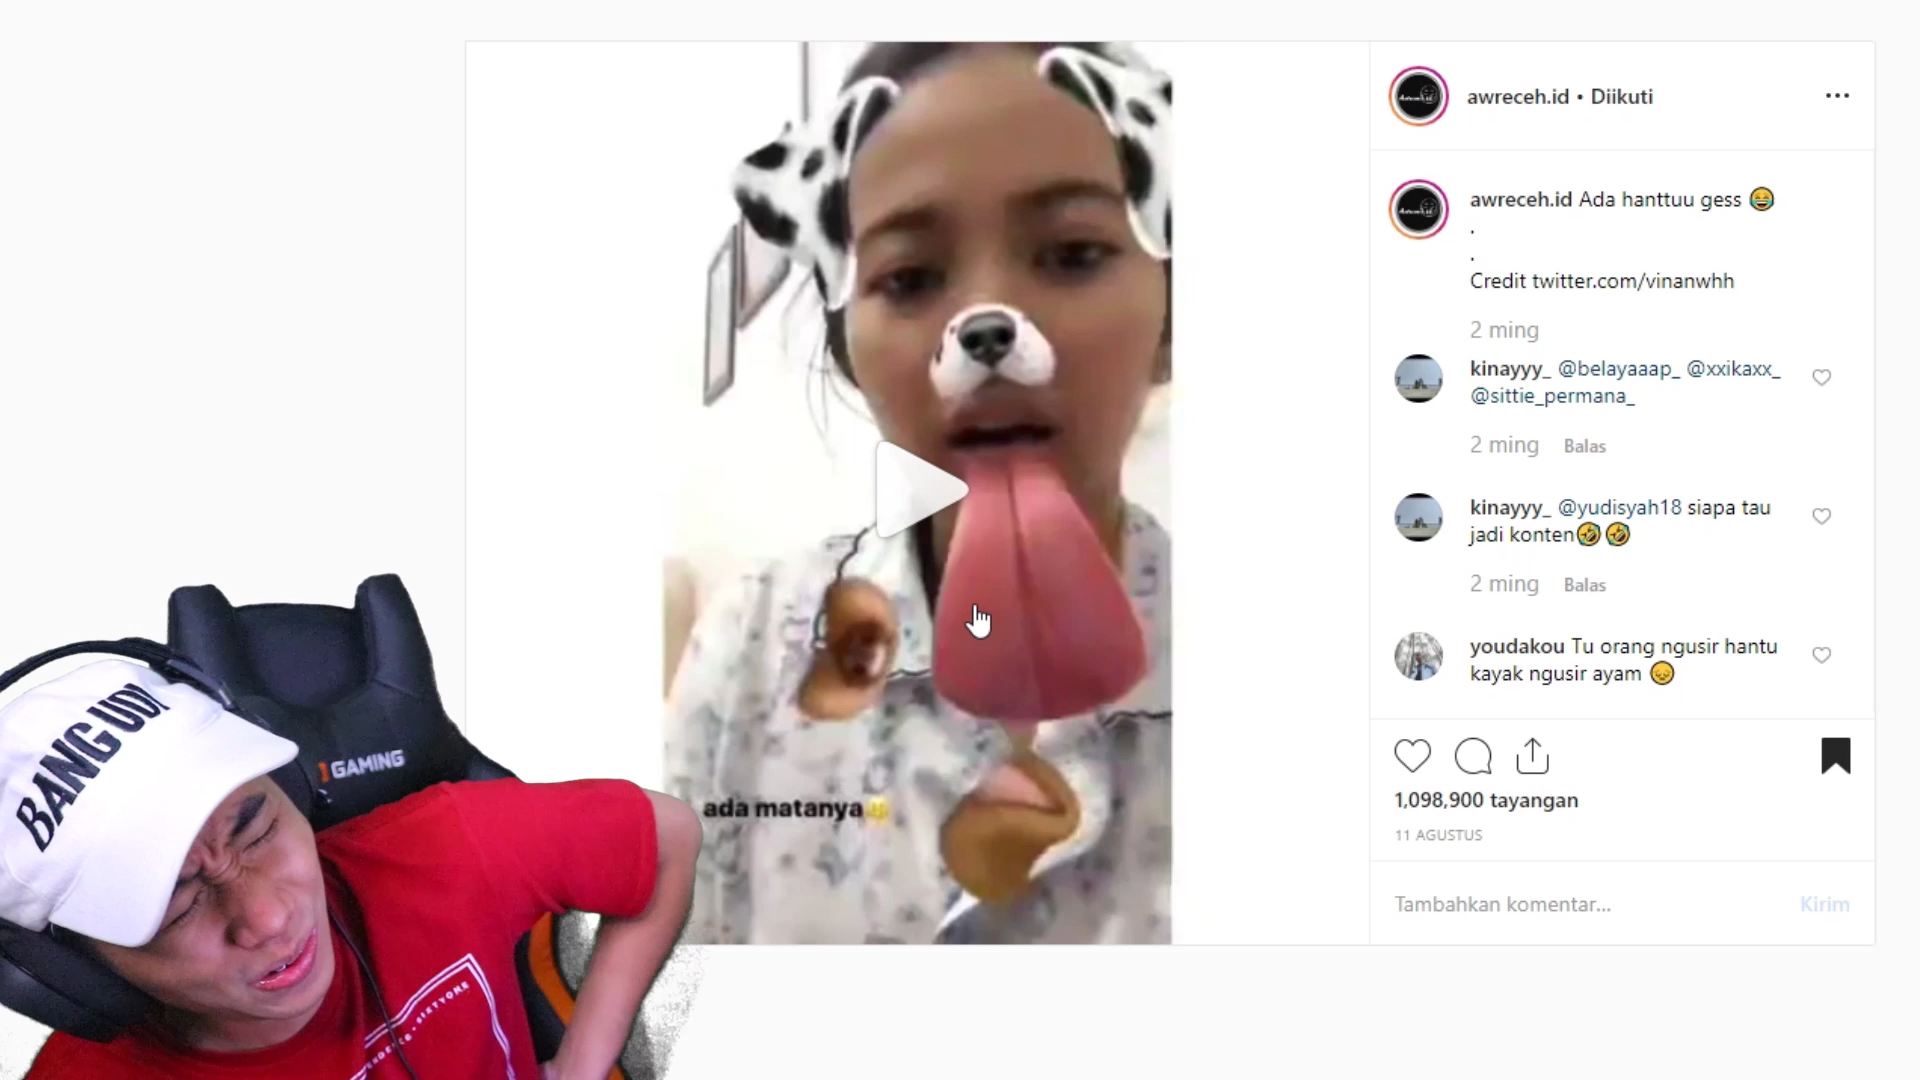 awreceh.id • Diikuti
awreceh.id Ada hanttuu gess 😂
.
.
Credit twitter.com/vinanwhh
2 ming
kinayyy_ @belayaaap_ @xxikaxx_
@sittie_permana_
2 ming Balas
kinayyy_ @yudisyah18 siapa tau
jadi konten🤣🤣
2 ming Balas
youdakou Tu orang ngusir hantu
kayak ngusir ayam 😞
1,098,900 tayangan
11 AGUSTUS
Tambahkan komentar... Kirim
ada matanya
BANG UDI
GAMING